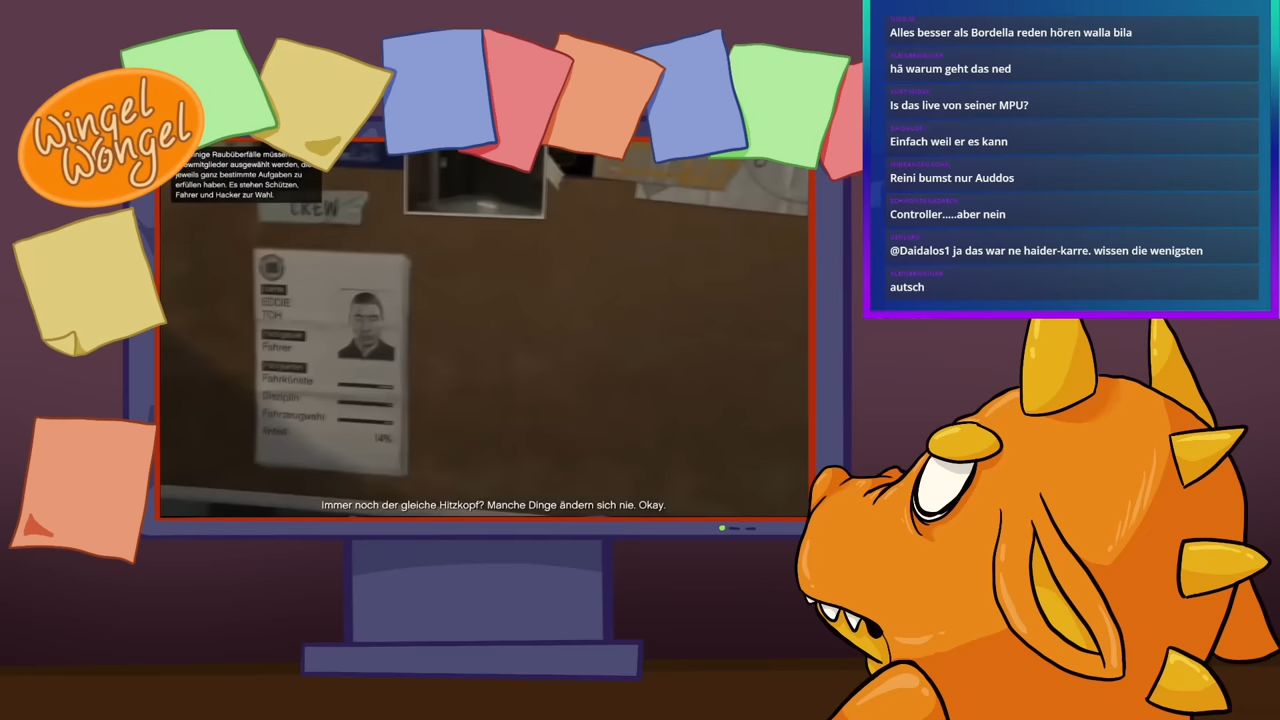 Wingel
Wongel
nige Raubüberfälle müssen
wmitglieder ausgewählt werden, die
jeweils ganz bestimmte Aufgaben zu
erfüllen haben. Es stehen Schützen,
Fahrer und Hacker zur Wahl.
CREW
EDDIE
TOH
Fahrer
Fahrkünste
Disziplin
Fahrzeugwahl
Anteil
14%
Immer noch der gleiche Hitzkopf? Manche Dinge ändern sich nie. Okay.
Alles besser als Bordella reden hören walla bila
hä warum geht das ned
Is das live von seiner MPU?
Einfach weil er es kann
Reini bumst nur Auddos
Controller.....aber nein
@Daidalos1 ja das war ne haider-karre. wissen die wenigsten
autsch